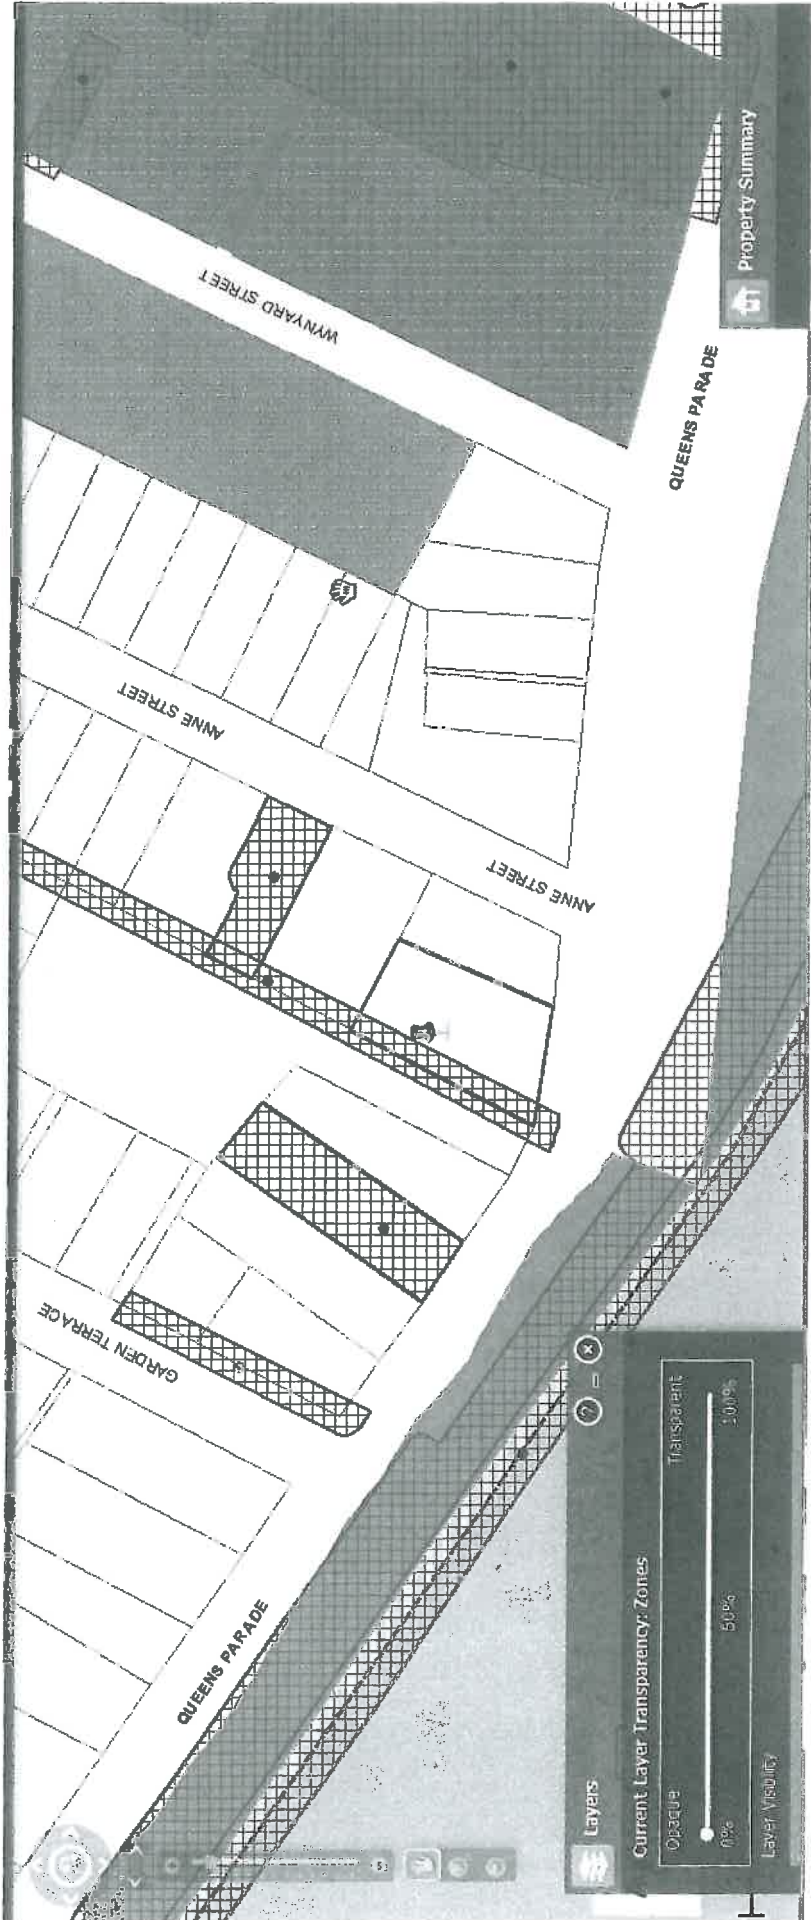 WYNYARD STREET
QUEENS PARADE
Property Summary
ANNE STREET
ANNE STREET
GARDEN TERRACE
QUEENS PARADE
Layers
? – ×
Current Layer Transparency: Zones
Opaque
Transparent
0%
50%
100%
Layer Visibility